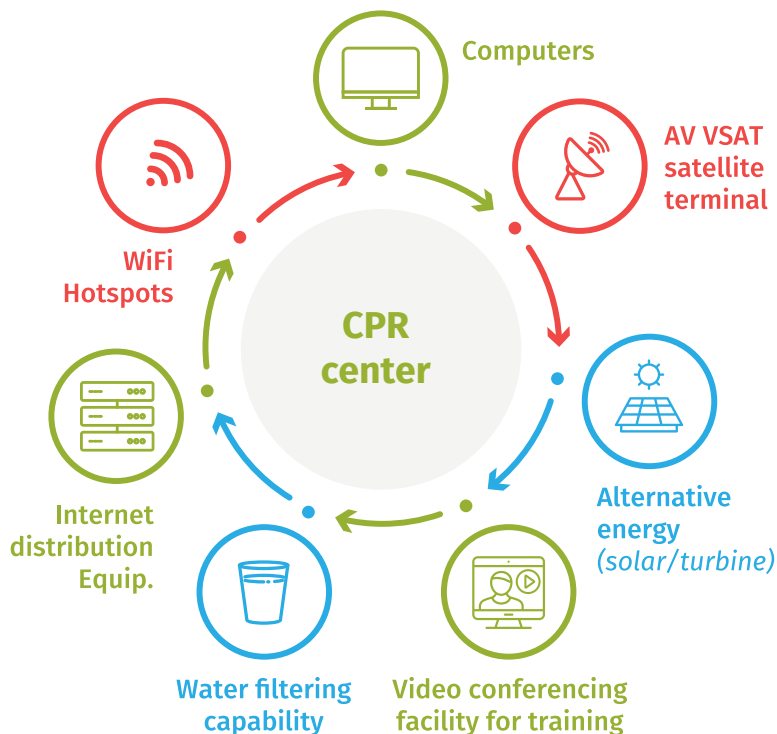 Computers
AV VSAT
satellite
terminal
WiFi
Hotspots
CPR
center
Alternative
energy
(solar/turbine)
Internet
distribution
Equip.
Water filtering
capability
Video conferencing
facility for training